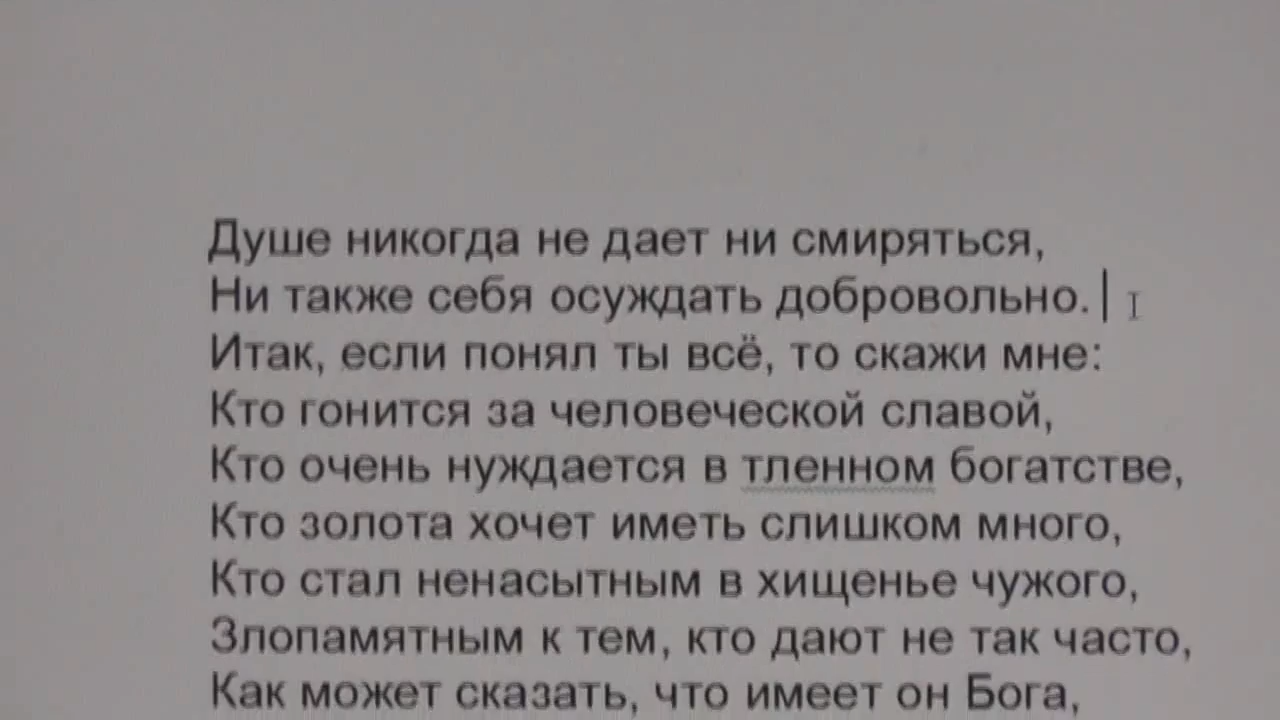 Душе никогда не дает ни смиряться,
Ни также себя осуждать добровольно.
Итак, если понял ты всё, то скажи мне:
Кто гонится за человеческой славой,
Кто очень нуждается в тленном богатстве,
Кто золота хочет иметь слишком много,
Кто стал ненасытным в хищенье чужого,
Злопамятным к тем, кто дают не так часто,
Как может сказать, что имеет он Бога,